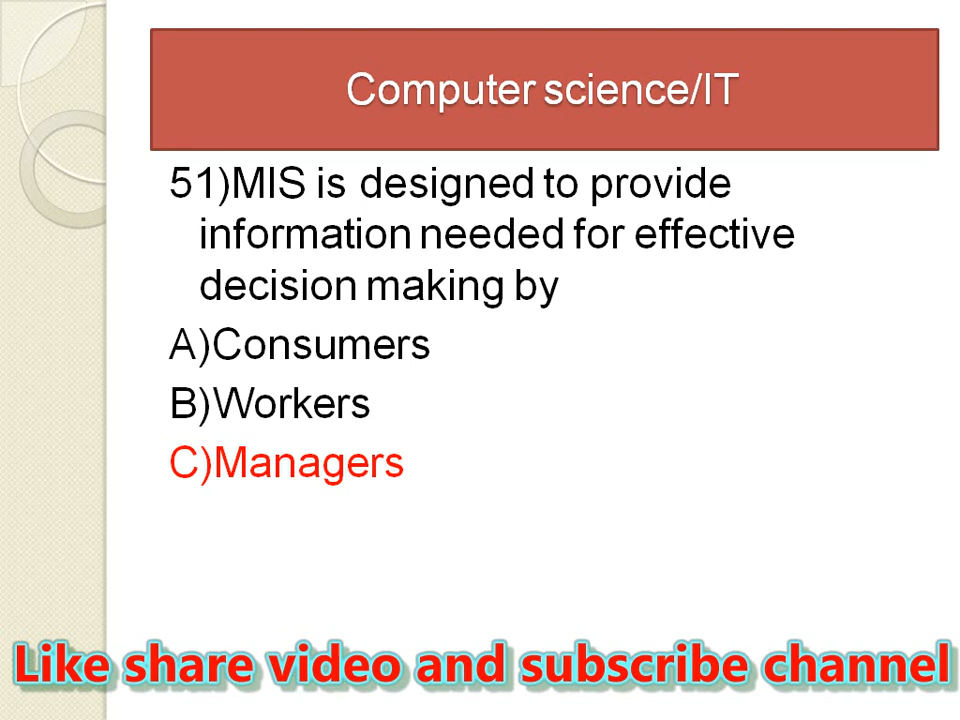 Computer science/IT
51)MIS is designed to provide
information needed for effective
decision making by
A)Consumers
B)Workers
C)Managers
Like share video and subscribe channel